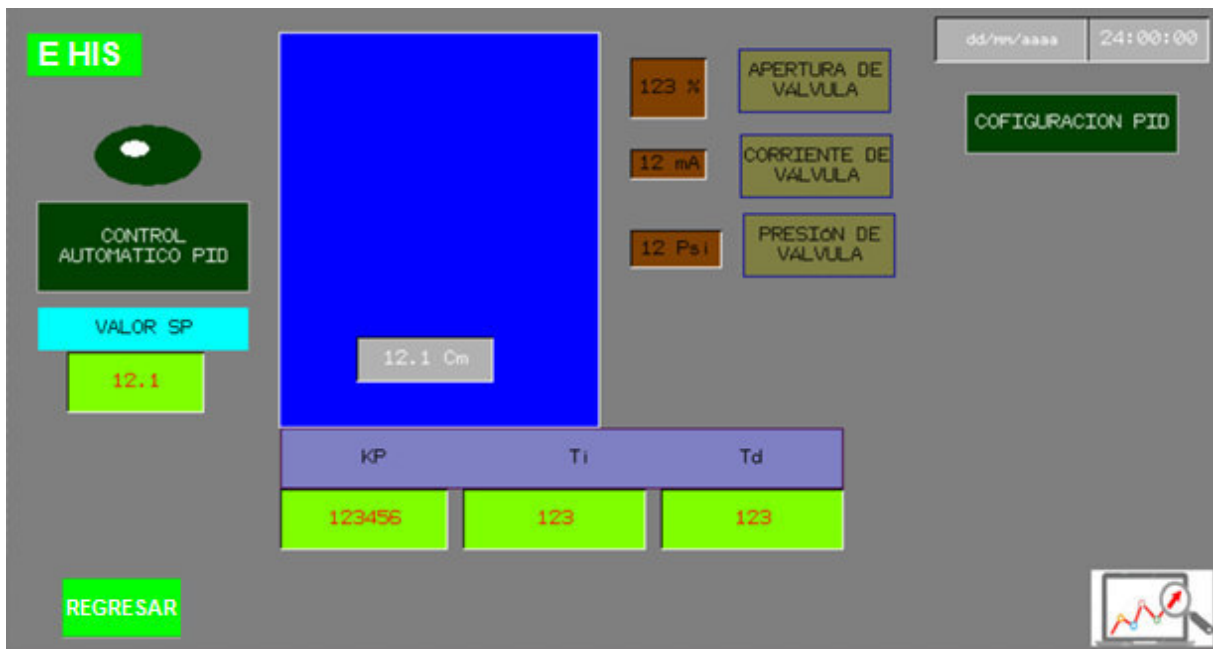 E HIS
dd/mm/aaaa
24:00:00
123 %
APERTURA DE
VALVULA
COFIGURACION PID
12 mA
CORRIENTE DE
VALVULA
CONTROL
AUTOMATICO PID
12 Psi
PRESIóN DE
VALVULA
VALOR SP
12.1
12.1 Cm
KP
Ti
Td
123456
123
123
REGRESAR